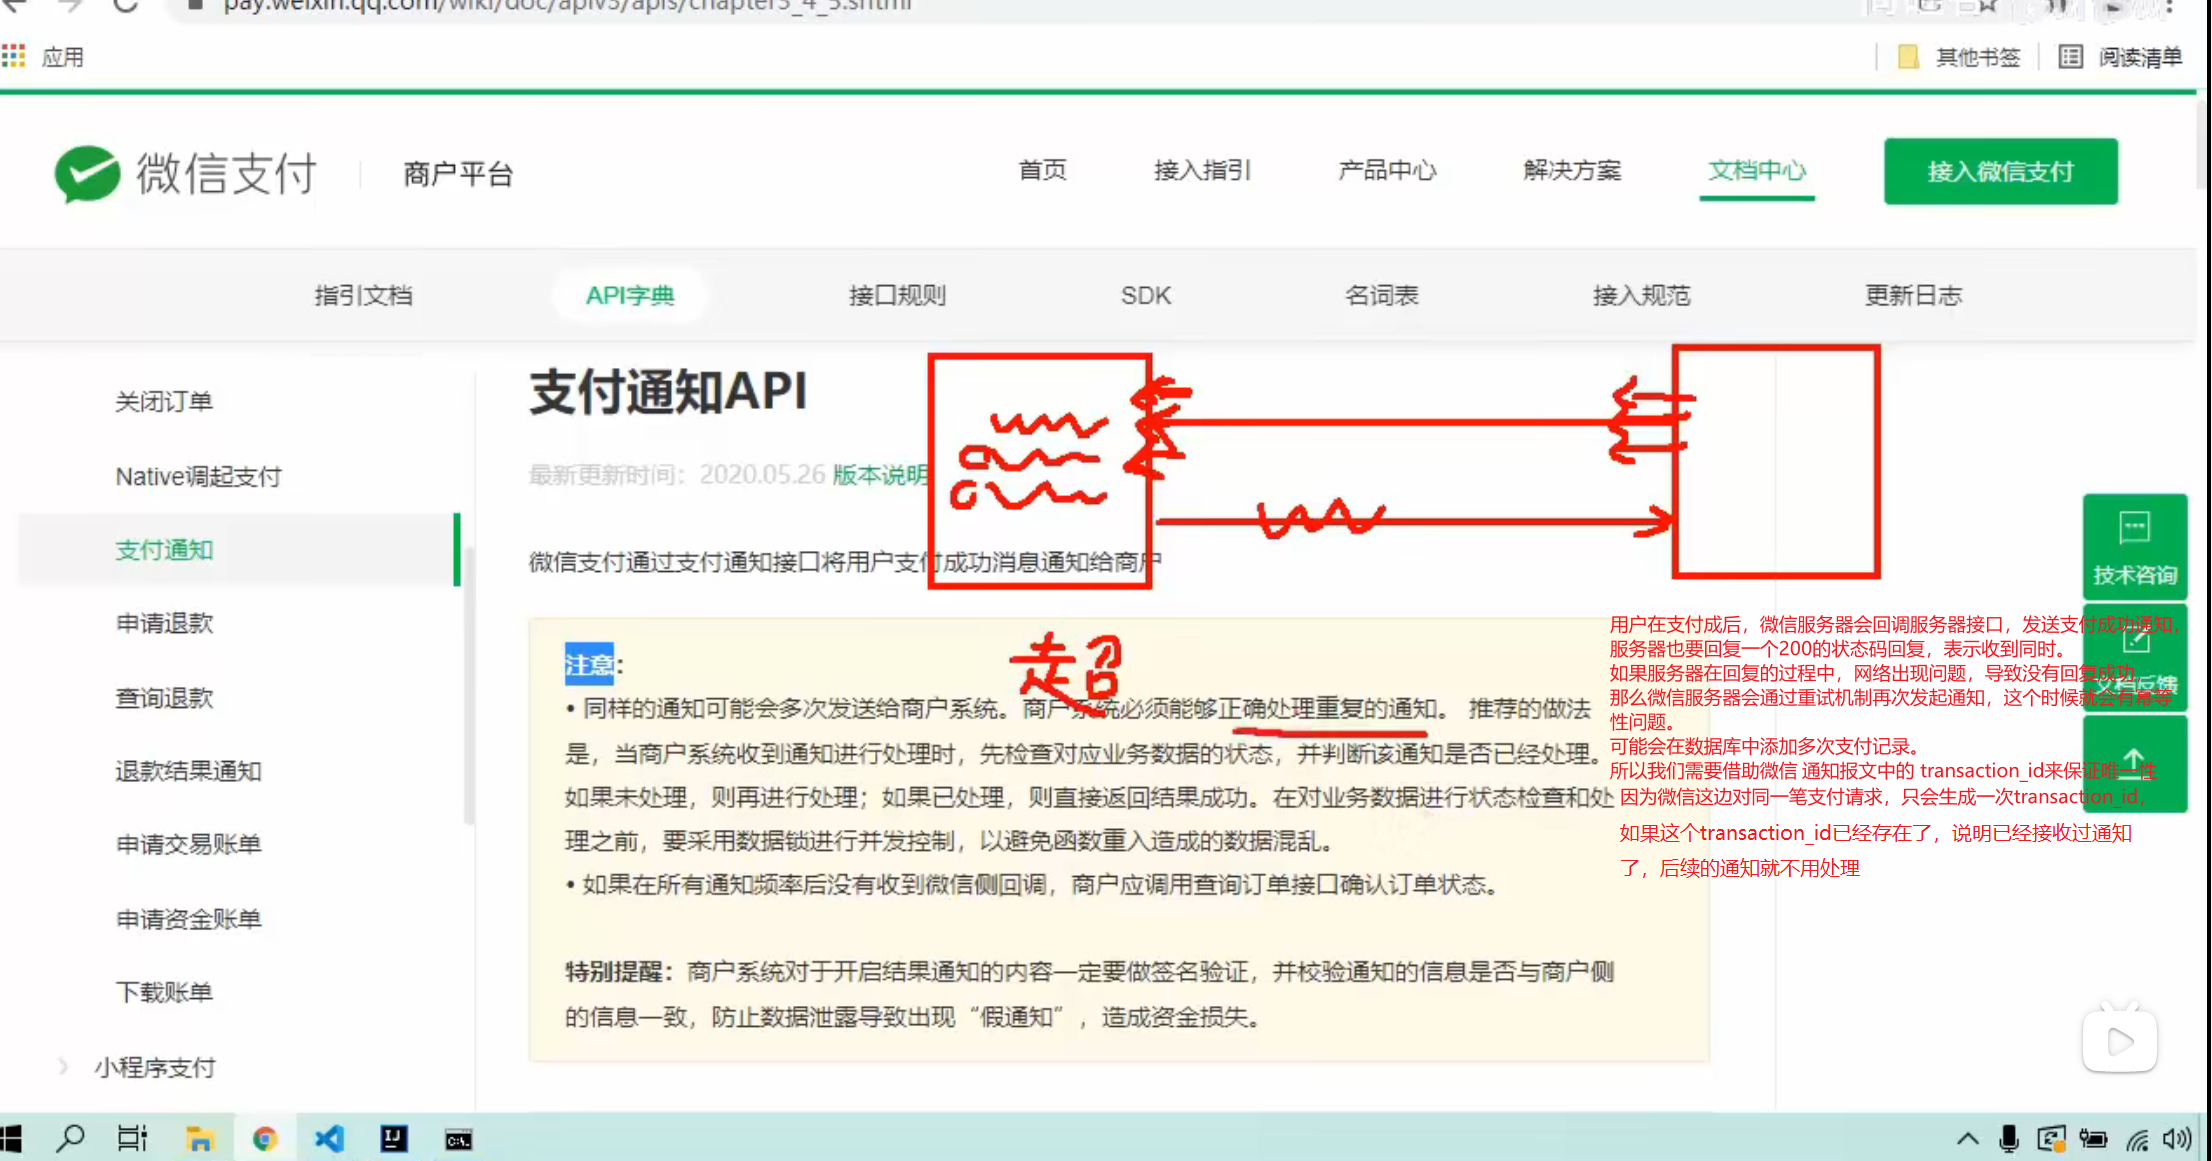 pay.weixin.qq.com/wiki/doc/apiv3/apis/chapter3_4_5.shtml
应用
其他书签
阅读清单
微信支付
商户平台
首页
接入指引
产品中心
解决方案
文档中心
接入微信支付
指引文档
API字典
接口规则
SDK
名词表
接入规范
更新日志
关闭订单
Native调起支付
支付通知
申请退款
查询退款
退款结果通知
申请交易账单
申请资金账单
下载账单
小程序支付
支付通知API
最新更新时间：2020.05.26 版本说明
微信支付通过支付通知接口将用户支付成功消息通知给商户
注意：
• 同样的通知可能会多次发送给商户系统。商户系统必须能够正确处理重复的通知。 推荐的做法
是，当商户系统收到通知进行处理时，先检查对应业务数据的状态，并判断该通知是否已经处理。
如果未处理，则再进行处理；如果已处理，则直接返回结果成功。在对业务数据进行状态检查和处
理之前，要采用数据锁进行并发控制，以避免函数重入造成的数据混乱。
• 如果在所有通知频率后没有收到微信侧回调，商户应调用查询订单接口确认订单状态。
特别提醒：商户系统对于开启结果通知的内容一定要做签名验证，并校验通知的信息是否与商户侧
的信息一致，防止数据泄露导致出现“假通知”，造成资金损失。
技术咨询
文档反馈
用户在支付成后，微信服务器会回调服务器接口，发送支付成功通知，
服务器也要回复一个200的状态码回复，表示收到同时。
如果服务器在回复的过程中，网络出现问题，导致没有回复成功，
那么微信服务器会通过重试机制再次发起通知，这个时候就会有幂等
性问题。
可能会在数据库中添加多次支付记录。
所以我们需要借助微信 通知报文中的 transaction_id来保证唯一性
因为微信这边对同一笔支付请求，只会生成一次transaction_id，
如果这个transaction_id已经存在了，说明已经接收过通知
了，后续的通知就不用处理